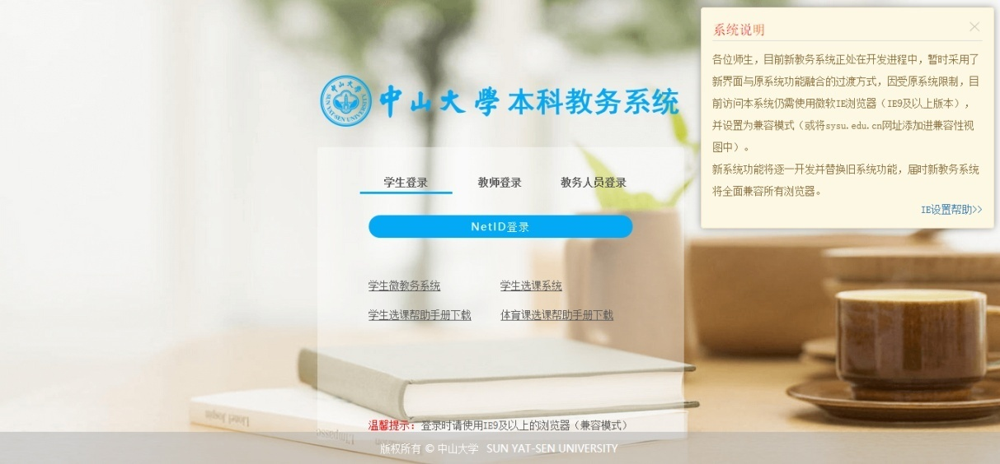 中山大學本科教务系统
SUN YAT-SEN UNIVERSITY
学生登录 教师登录 教务人员登录
NetID登录
学生微教务系统 学生选课系统
学生选课帮助手册下载 体育课选课帮助手册下载
温馨提示：登录时请使用IE9及以上的浏览器（兼容模式）
版权所有 © 中山大学 SUN YAT-SEN UNIVERSITY
系统说明
各位师生，目前新教务系统正处在开发进程中，暂时采用了
新界面与原系统功能融合的过渡方式，因受原系统限制，目
前访问本系统仍需使用微软IE浏览器（IE9及以上版本），
并设置为兼容模式（或将sysu.edu.cn网址添加进兼容性视
图中）。
新系统功能将逐一开发并替换旧系统功能，届时新教务系统
将全面兼容所有浏览器。
IE设置帮助>>